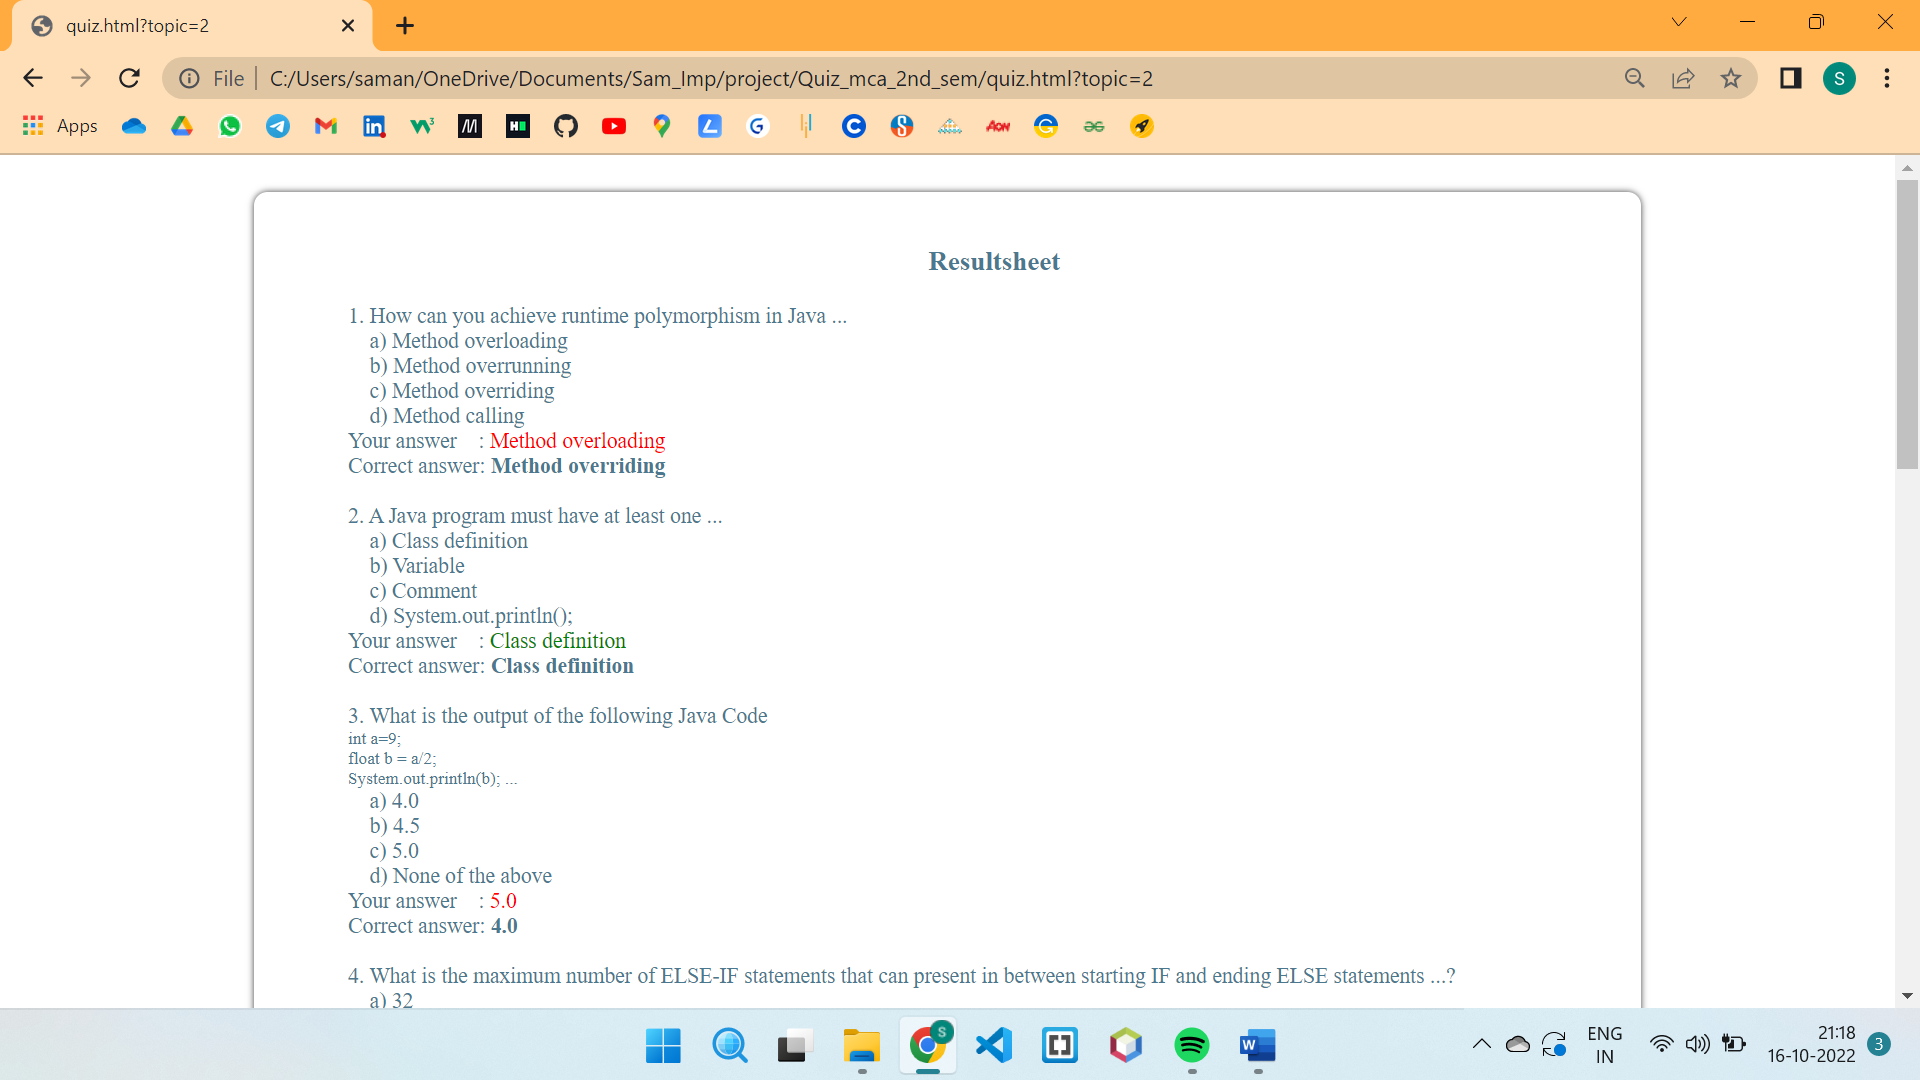 quiz.html?topic=2
File
C:/Users/saman/OneDrive/Documents/Sam_Imp/project/Quiz_mca_2nd_sem/quiz.html?topic=2
S
Apps
Resultsheet
1. How can you achieve runtime polymorphism in Java ...
a) Method overloading
b) Method overrunning
c) Method overriding
d) Method calling
Your answer : Method overloading
Correct answer: Method overriding
2. A Java program must have at least one ...
a) Class definition
b) Variable
c) Comment
d) System.out.println();
Your answer : Class definition
Correct answer: Class definition
3. What is the output of the following Java Code
int a=9;
float b = a/2;
System.out.println(b); ...
a) 4.0
b) 4.5
c) 5.0
d) None of the above
Your answer : 5.0
Correct answer: 4.0
4. What is the maximum number of ELSE-IF statements that can present in between starting IF and ending ELSE statements ...?
a) 32
ENG
IN
21:18
16-10-2022
3